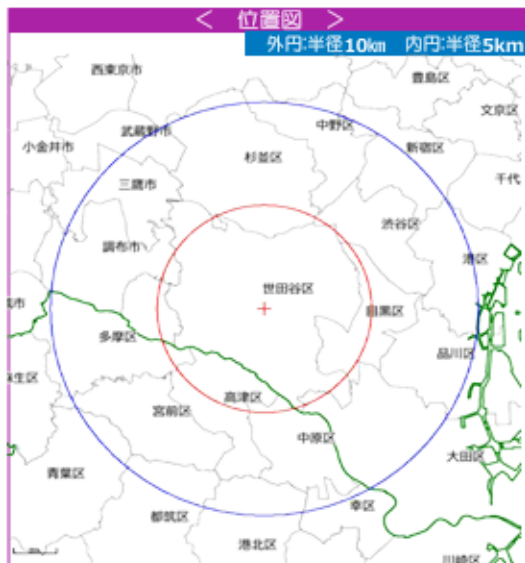 ＜ 位置図 ＞
外円:半径10㎞ 内円:半径5km
西東京市
豊島区
文京区
武蔵野市
中野区
小金井市
杉並区
新宿区
千代
三鷹市
渋谷区
調布市
港区
世田谷区
目黒区
多摩区
品川区
高津区
宮前区
中原区
大田区
青葉区
幸区
都筑区
港北区
川崎区